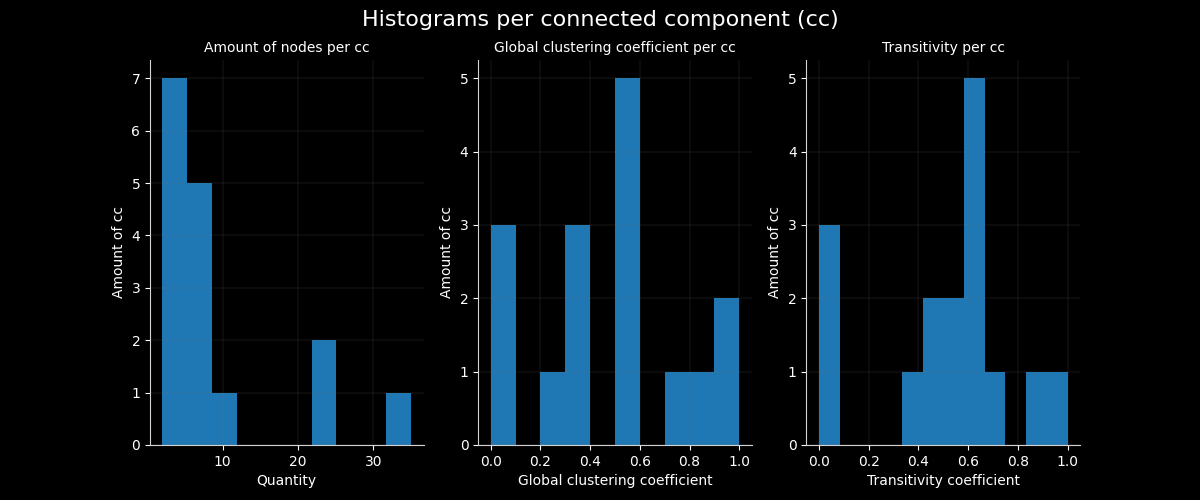 Histograms per connected component (cc)
Amount of nodes per cc
Amount of cc
7
6
5
4
3
2
1
0
10 20 30
Quantity
Global clustering coefficient per cc
Amount of cc
5
4
3
2
1
0
0.0 0.2 0.4 0.6 0.8 1.0
Global clustering coefficient
Transitivity per cc
Amount of cc
5
4
3
2
1
0
0.0 0.2 0.4 0.6 0.8 1.0
Transitivity coefficient